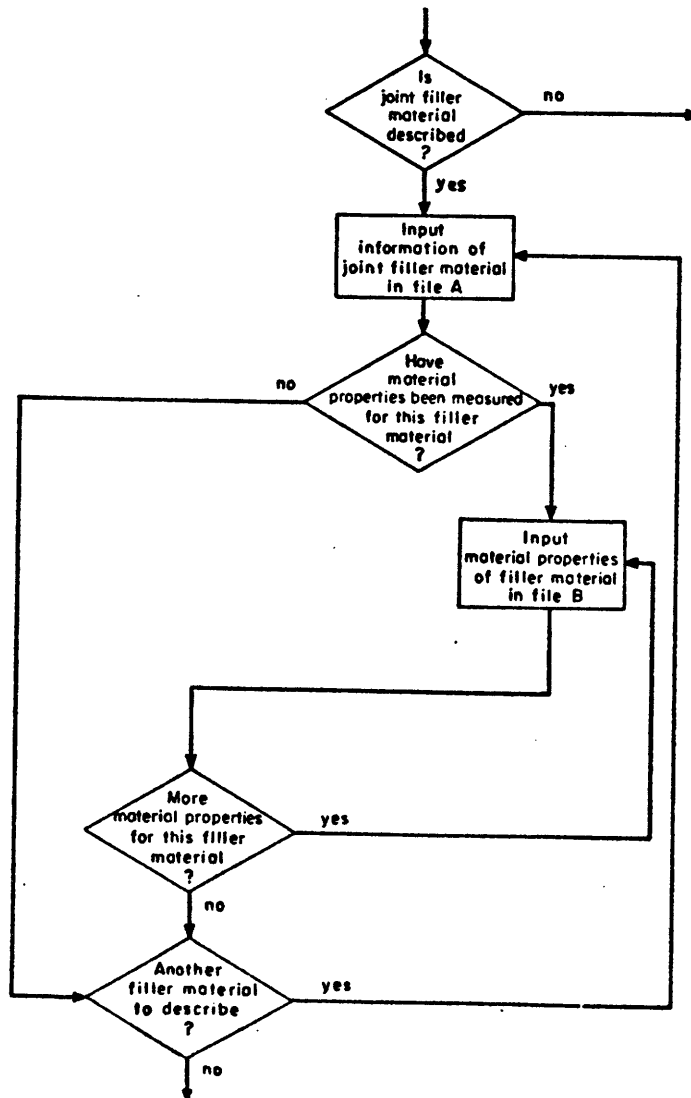 Is
joint filler
material
described
?
no
yes
Input
information of
joint filler material
in file A
Have
material
properties been measured
for this filler
material
?
no
yes
Input
material properties
of filler material
in file B
More
material properties
for this filler
material
?
yes
no
Another
filler material
to describe
?
yes
no